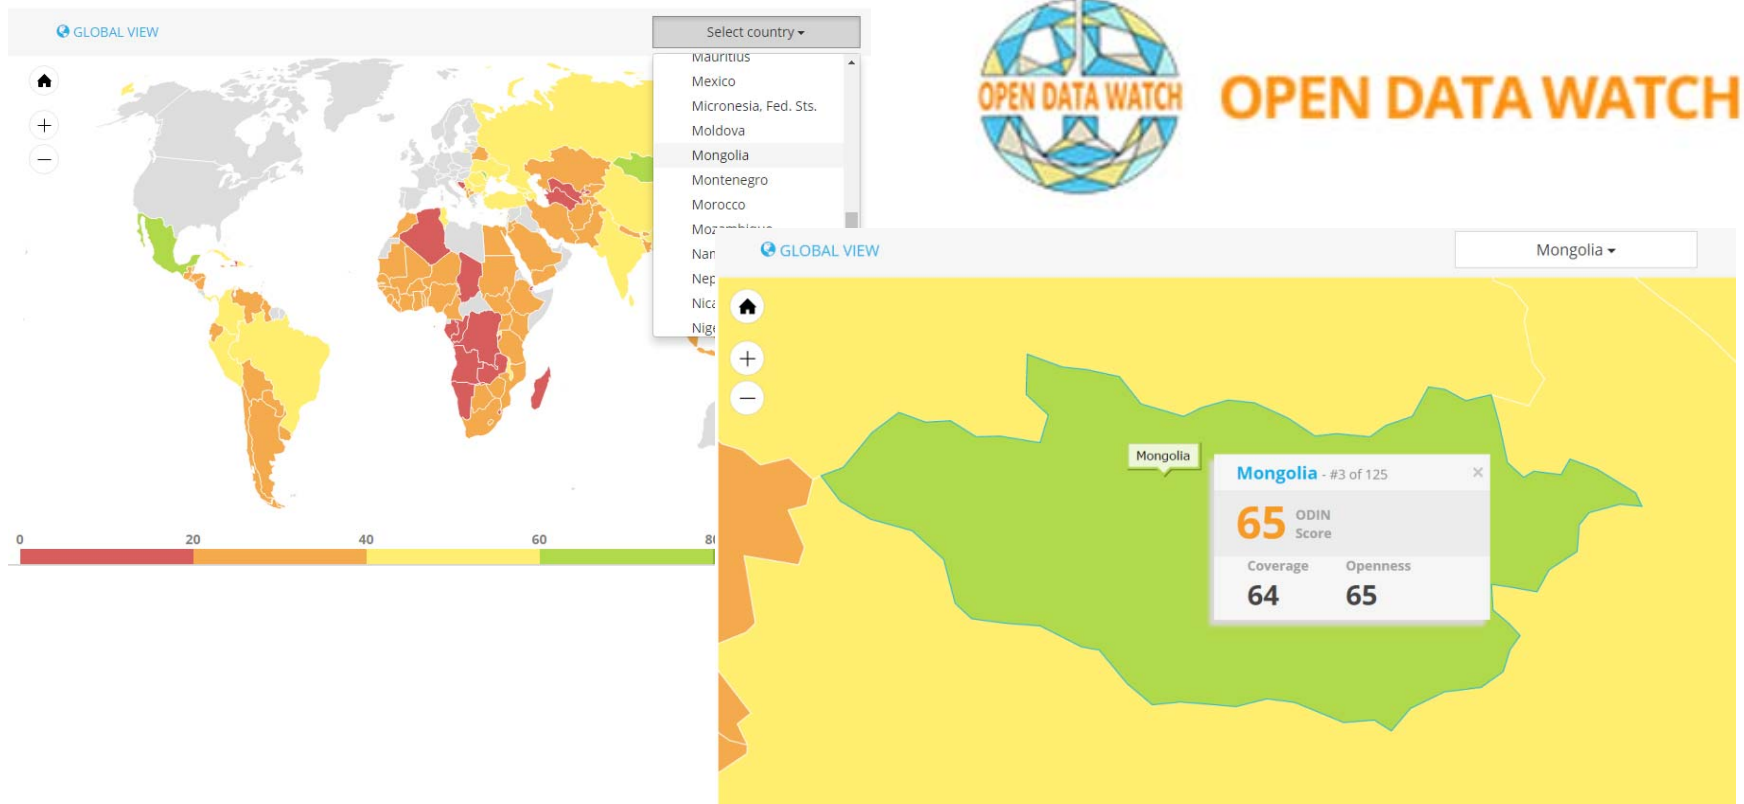 GLOBAL VIEW
Select country
Mauritius
Mexico
Micronesia, Fed. Sts.
Moldova
Mongolia
Montenegro
Morocco
0 20 40 60
OPEN DATA WATCH
OPEN DATA WATCH
GLOBAL VIEW
Mongolia
Mongolia
Mongolia - #3 of 125
65 ODIN
Score
Coverage Openness
64 65